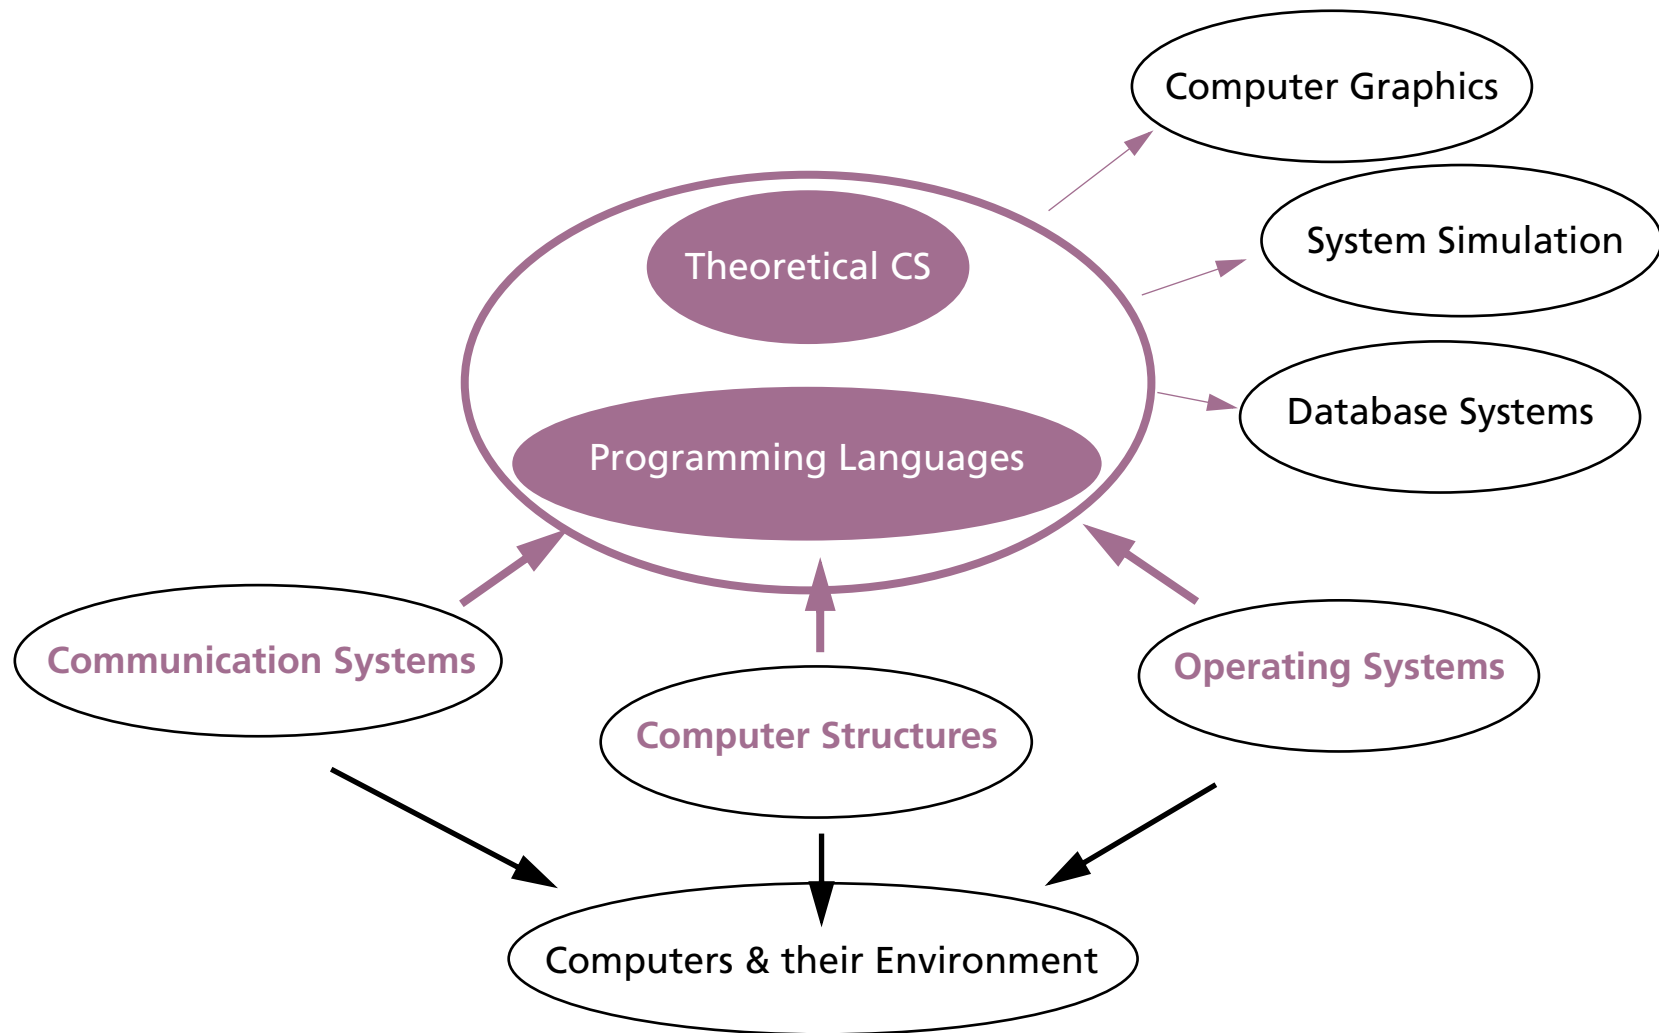 Computer Graphics
System Simulation
Theoretical CS
Database Systems
Programming Languages
Communication Systems
Operating Systems
Computer Structures
Computers & their Environment